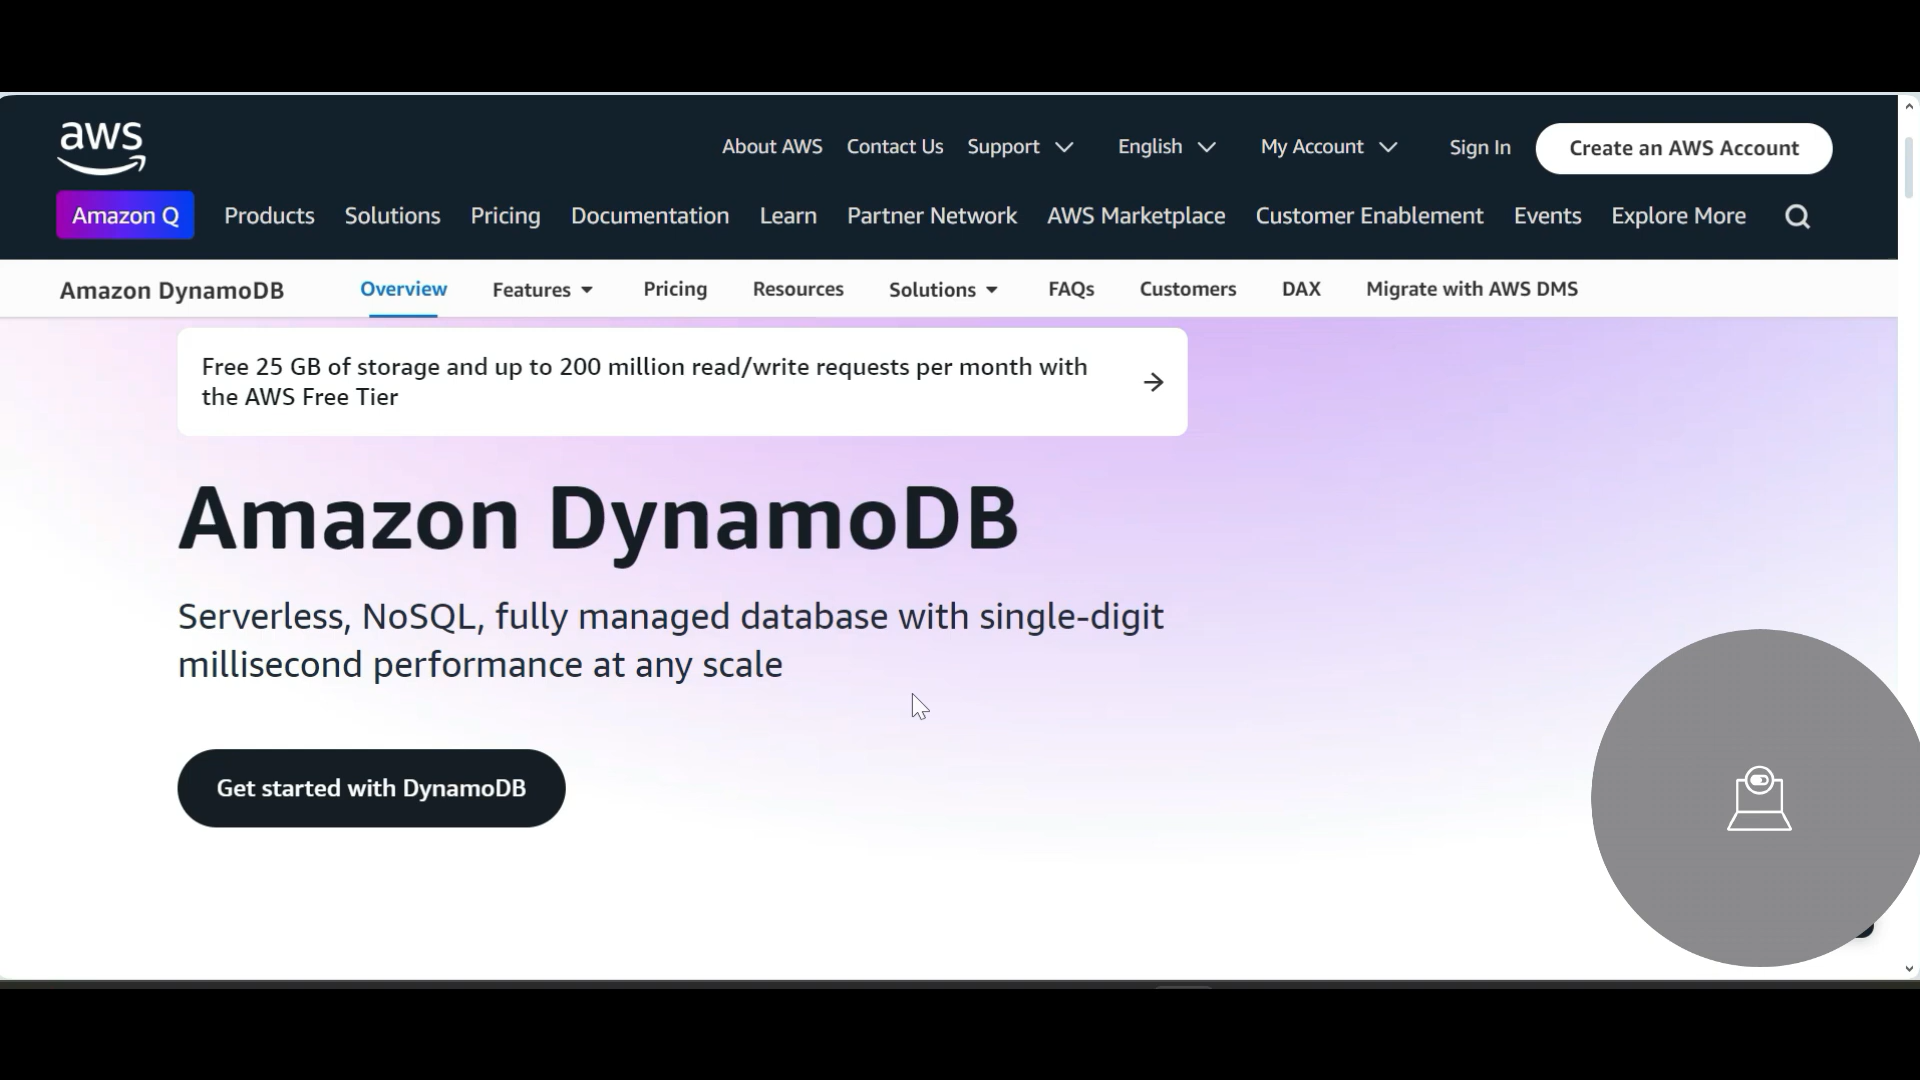 aws
About AWS Contact Us Support English My Account Sign In Create an AWS Account
Amazon Q Products Solutions Pricing Documentation Learn Partner Network AWS Marketplace Customer Enablement Events Explore More
Amazon DynamoDB Overview Features Pricing Resources Solutions FAQs Customers DAX Migrate with AWS DMS
Free 25 GB of storage and up to 200 million read/write requests per month with
the AWS Free Tier
Amazon DynamoDB
Serverless, NoSQL, fully managed database with single-digit
millisecond performance at any scale
Get started with DynamoDB